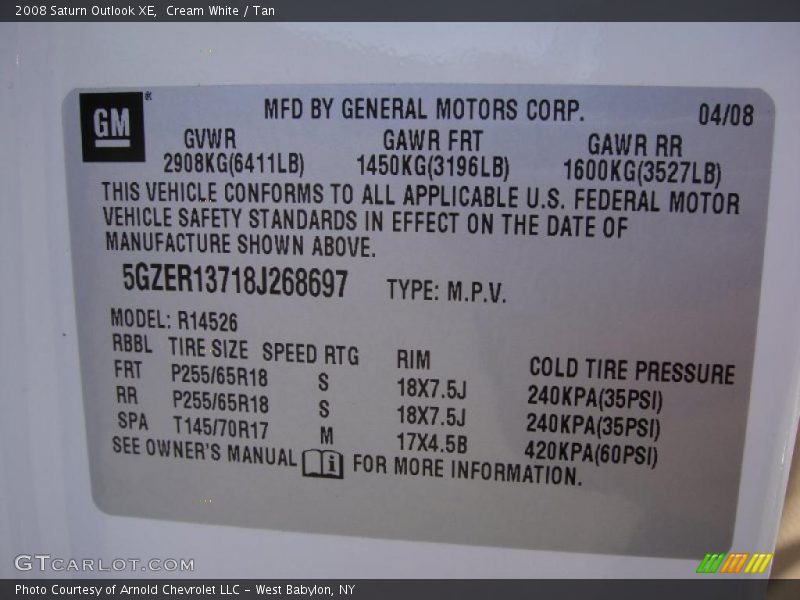 2008 Saturn Outlook XE,  Cream White / Tan
GM
MFD BY GENERAL MOTORS CORP. 04/08
GVWR GAWR FRT GAWR RR
2908KG(6411LB) 1450KG(3196LB) 1600KG(3527LB)
THIS VEHICLE CONFORMS TO ALL APPLICABLE U.S. FEDERAL MOTOR
VEHICLE SAFETY STANDARDS IN EFFECT ON THE DATE OF
MANUFACTURE SHOWN ABOVE.
5GZER13718J268697 TYPE: M.P.V.
MODEL: R14526
RBBL TIRE SIZE SPEED RTG RIM COLD TIRE PRESSURE
FRT P255/65R18 S 18X7.5J 240KPA(35PSI)
RR P255/65R18 S 18X7.5J 240KPA(35PSI)
SPA T145/70R17 M 17X4.5B 420KPA(60PSI)
SEE OWNER'S MANUAL i FOR MORE INFORMATION.
GTCARLOT.COM
Photo Courtesy of Arnold Chevrolet LLC - West Babylon, NY